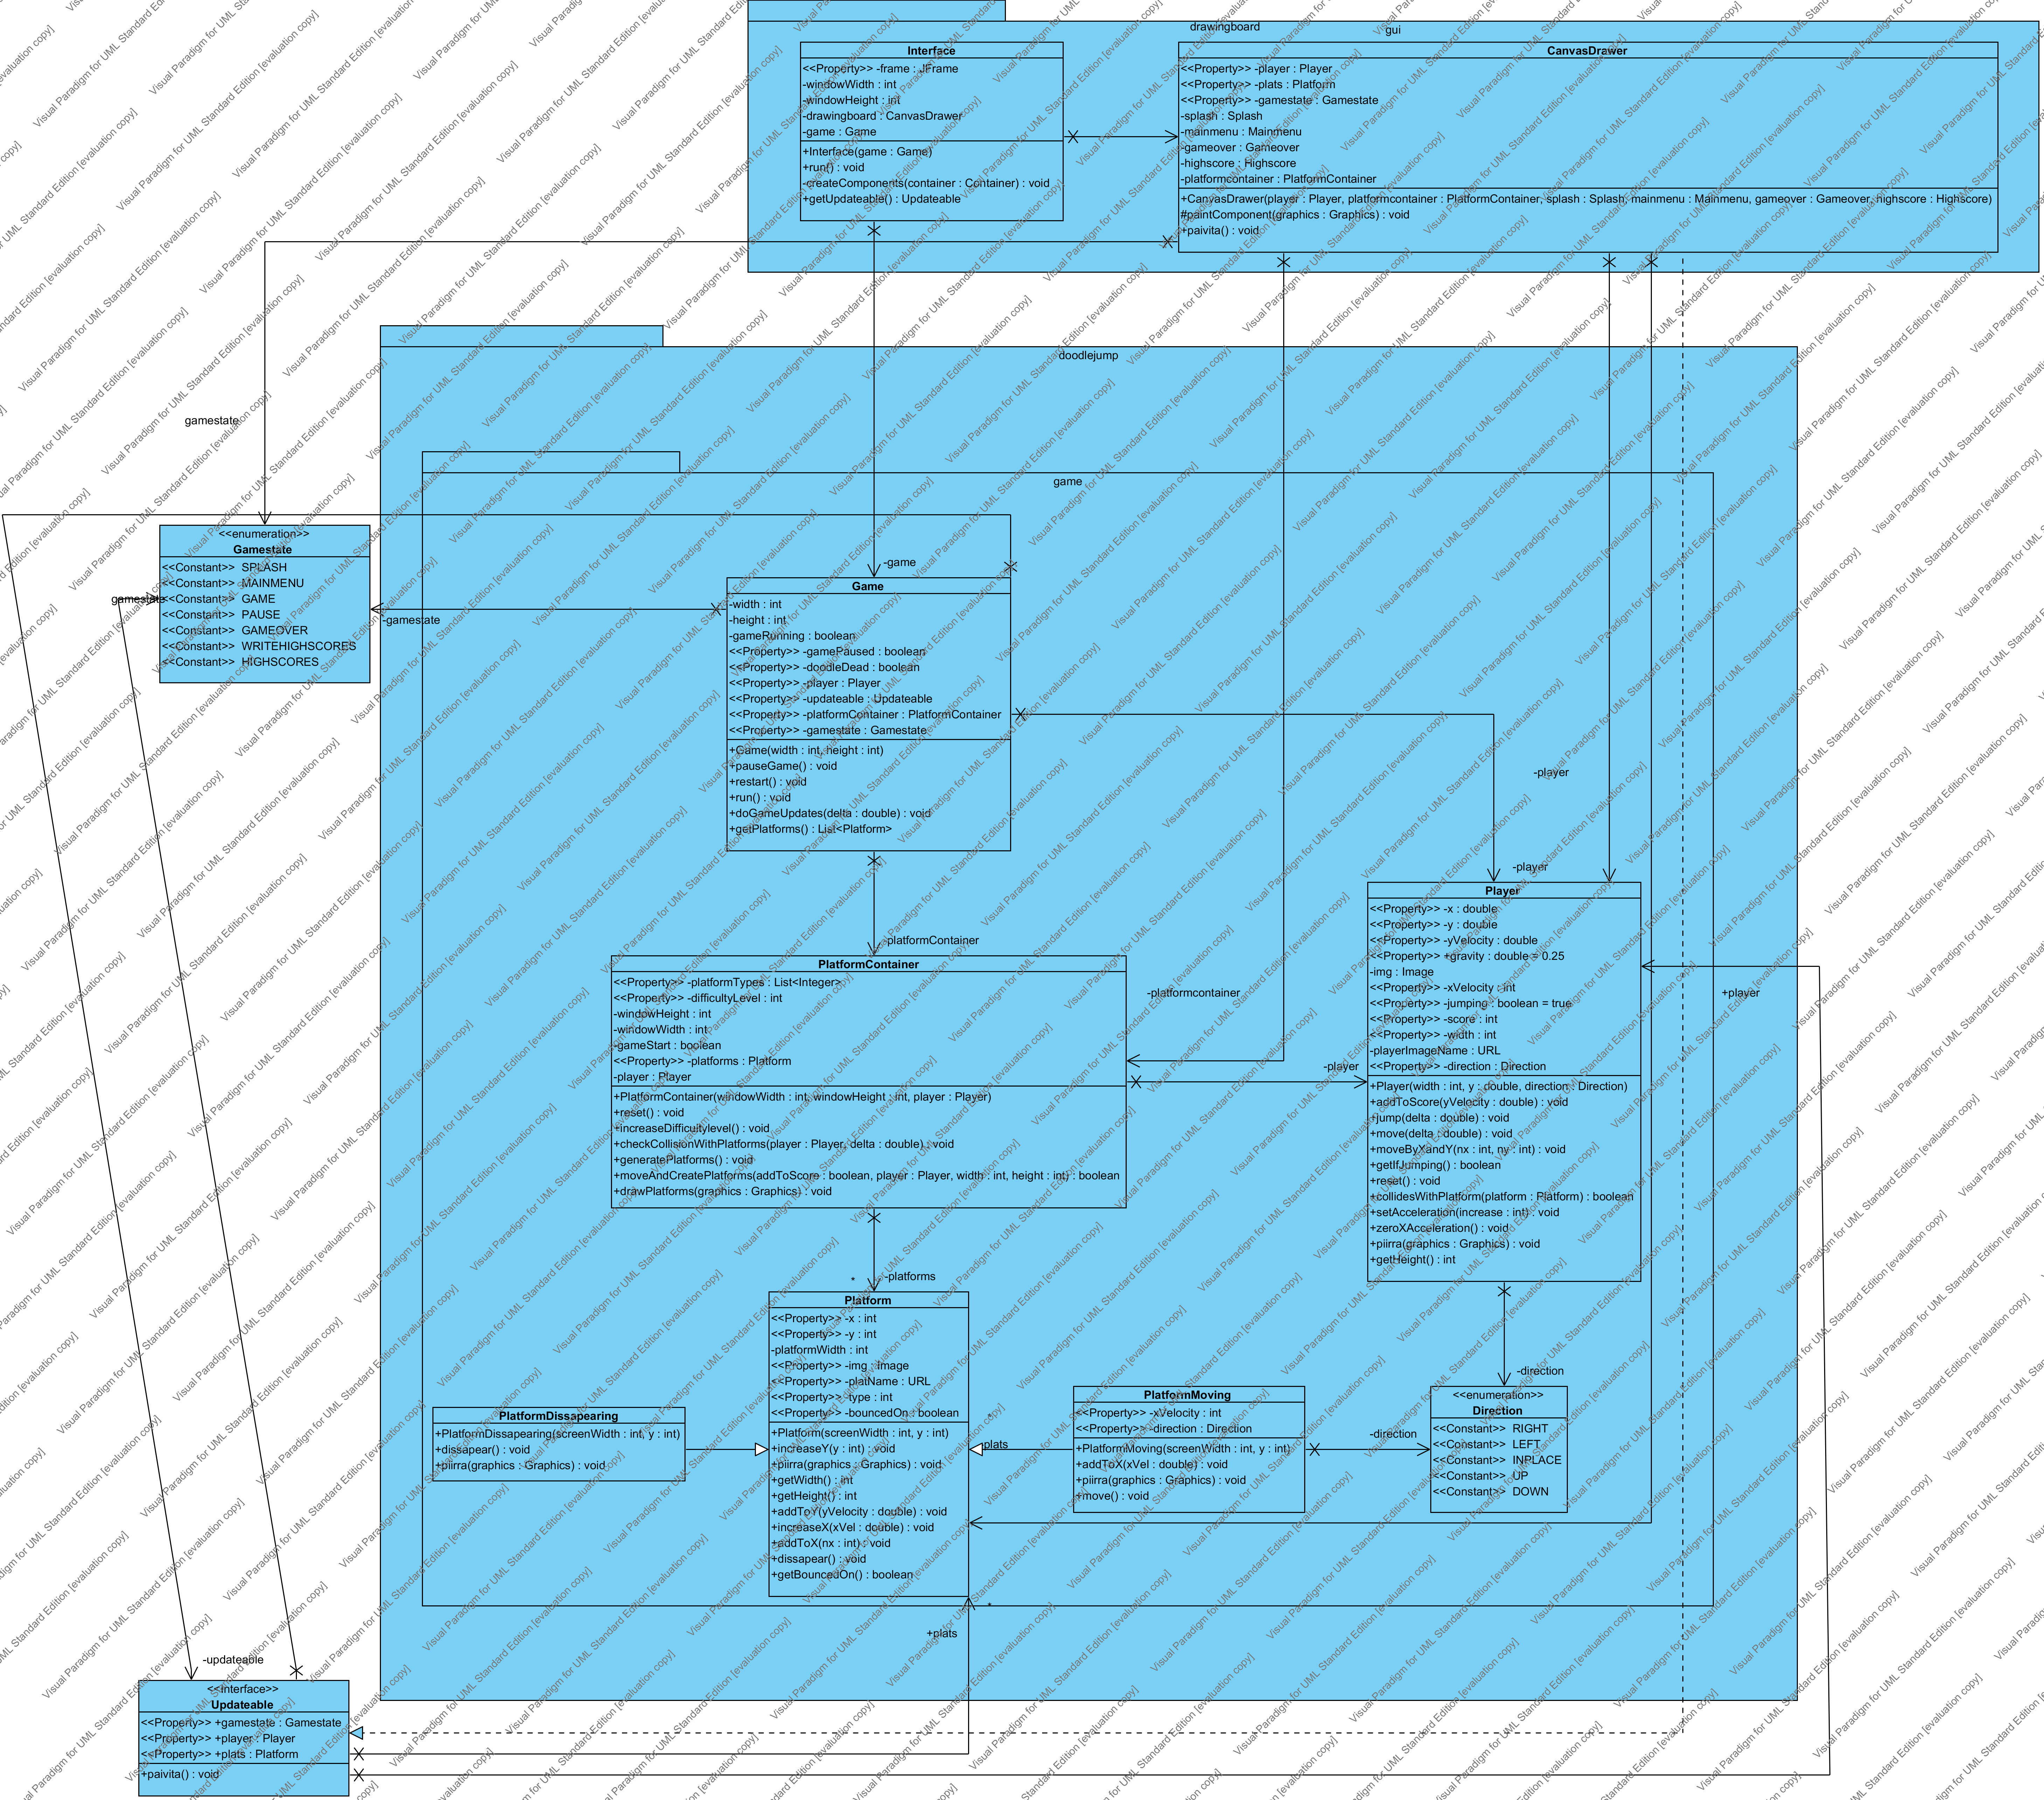 drawingboard
gui
Interface
<<Property>> -frame : JFrame
-windowWidth : int
-windowHeight : int
-drawingboard : CanvasDrawer
-game : Game
+Interface(game : Game)
+run() : void
-createComponents(container : Container) : void
+getUpdateable() : Updateable
CanvasDrawer
<<Property>> -player : Player
<<Property>> -plats : Platform
<<Property>> -gamestate : Gamestate
-splash : Splash
-mainmenu : Mainmenu
-gameover : Gameover
-highscore : Highscore
-platformcontainer : PlatformContainer
+CanvasDrawer(player : Player, platformcontainer : PlatformContainer, splash : Splash, mainmenu : Mainmenu, gameover : Gameover, highscore : Highscore)
#paintComponent(graphics : Graphics) : void
+paivita() : void
doodlejump
gamestate
game
<<enumeration>>
Gamestate
<<Constant>> SPLASH
<<Constant>> MAINMENU
<<Constant>> GAME
<<Constant>> PAUSE
<<Constant>> GAMEOVER
<<Constant>> WRITEHIGHSCORES
<<Constant>> HIGHSCORES
gamestate
-gamestate
-game
Game
-width : int
-height : int
-gameRunning : boolean
<<Property>> -gamePaused : boolean
<<Property>> -doodleDead : boolean
<<Property>> -player : Player
<<Property>> -updateable : Updateable
<<Property>> -platformContainer : PlatformContainer
<<Property>> -gamestate : Gamestate
+Game(width : int, height : int)
+pauseGame() : void
+restart() : void
+run() : void
+doGameUpdates(delta : double) : void
+getPlatforms() : List<Platform>
-player
-player
-platformContainer
PlatformContainer
<<Property>> -platformTypes : List<Integer>
<<Property>> -difficultyLevel : int
-windowHeight : int
-windowWidth : int
-gameStart : boolean
<<Property>> -platforms : Platform
-player : Player
+PlatformContainer(windowWidth : int, windowHeight : int, player : Player)
+reset() : void
+increaseDifficultylevel() : void
+checkCollisionWithPlatforms(player : Player, delta : double) : void
+generatePlatforms() : void
+moveAndCreatePlatforms(addToScore : boolean, player : Player, width : int, height : int) : boolean
+drawPlatforms(graphics : Graphics) : void
-platformcontainer
-player
Player
<<Property>> -x : double
<<Property>> -y : double
<<Property>> -yVelocity : double
<<Property>> +gravity : double = 0.25
-img : Image
<<Property>> -xVelocity : int
<<Property>> -jumping : boolean = true
<<Property>> -score : int
<<Property>> -width : int
-playerImageName : URL
<<Property>> -direction : Direction
+Player(width : int, y : double, direction : Direction)
+addToScore(yVelocity : double) : void
+jump(delta : double) : void
+move(delta : double) : void
+moveByXandY(nx : int, ny : int) : void
+getIfJumping() : boolean
+reset() : void
+collidesWithPlatform(platform : Platform) : boolean
+setAcceleration(increase : int) : void
+zeroXAcceleration() : void
+piirra(graphics : Graphics) : void
+getHeight() : int
+player
*
-platforms
Platform
<<Property>> -x : int
<<Property>> -y : int
-platformWidth : int
<<Property>> -img : Image
<<Property>> -platName : URL
<<Property>> -type : int
<<Property>> -bouncedOn : boolean
+Platform(screenWidth : int, y : int)
+increaseY(y : int) : void
+piirra(graphics : Graphics) : void
+getWidth() : int
+getHeight() : int
+addToY(yVelocity : double) : void
+increaseX(xVel : double) : void
+addToX(nx : int) : void
+dissapear() : void
+getBouncedOn() : boolean
PlatformDissapearing
+PlatformDissapearing(screenWidth : int, y : int)
+dissapear() : void
+piirra(graphics : Graphics) : void
-plats
PlatformMoving
<<Property>> -xVelocity : int
<<Property>> -direction : Direction
+PlatformMoving(screenWidth : int, y : int)
+addToX(xVel : double) : void
+piirra(graphics : Graphics) : void
+move() : void
-direction
-direction
<<enumeration>>
Direction
<<Constant>> RIGHT
<<Constant>> LEFT
<<Constant>> INPLACE
<<Constant>> UP
<<Constant>> DOWN
*
+plats
-updateable
<<interface>>
Updateable
<<Property>> +gamestate : Gamestate
<<Property>> +player : Player
<<Property>> +plats : Platform
+paivita() : void
Visual Paradigm for UML Standard Edition [evaluation copy]